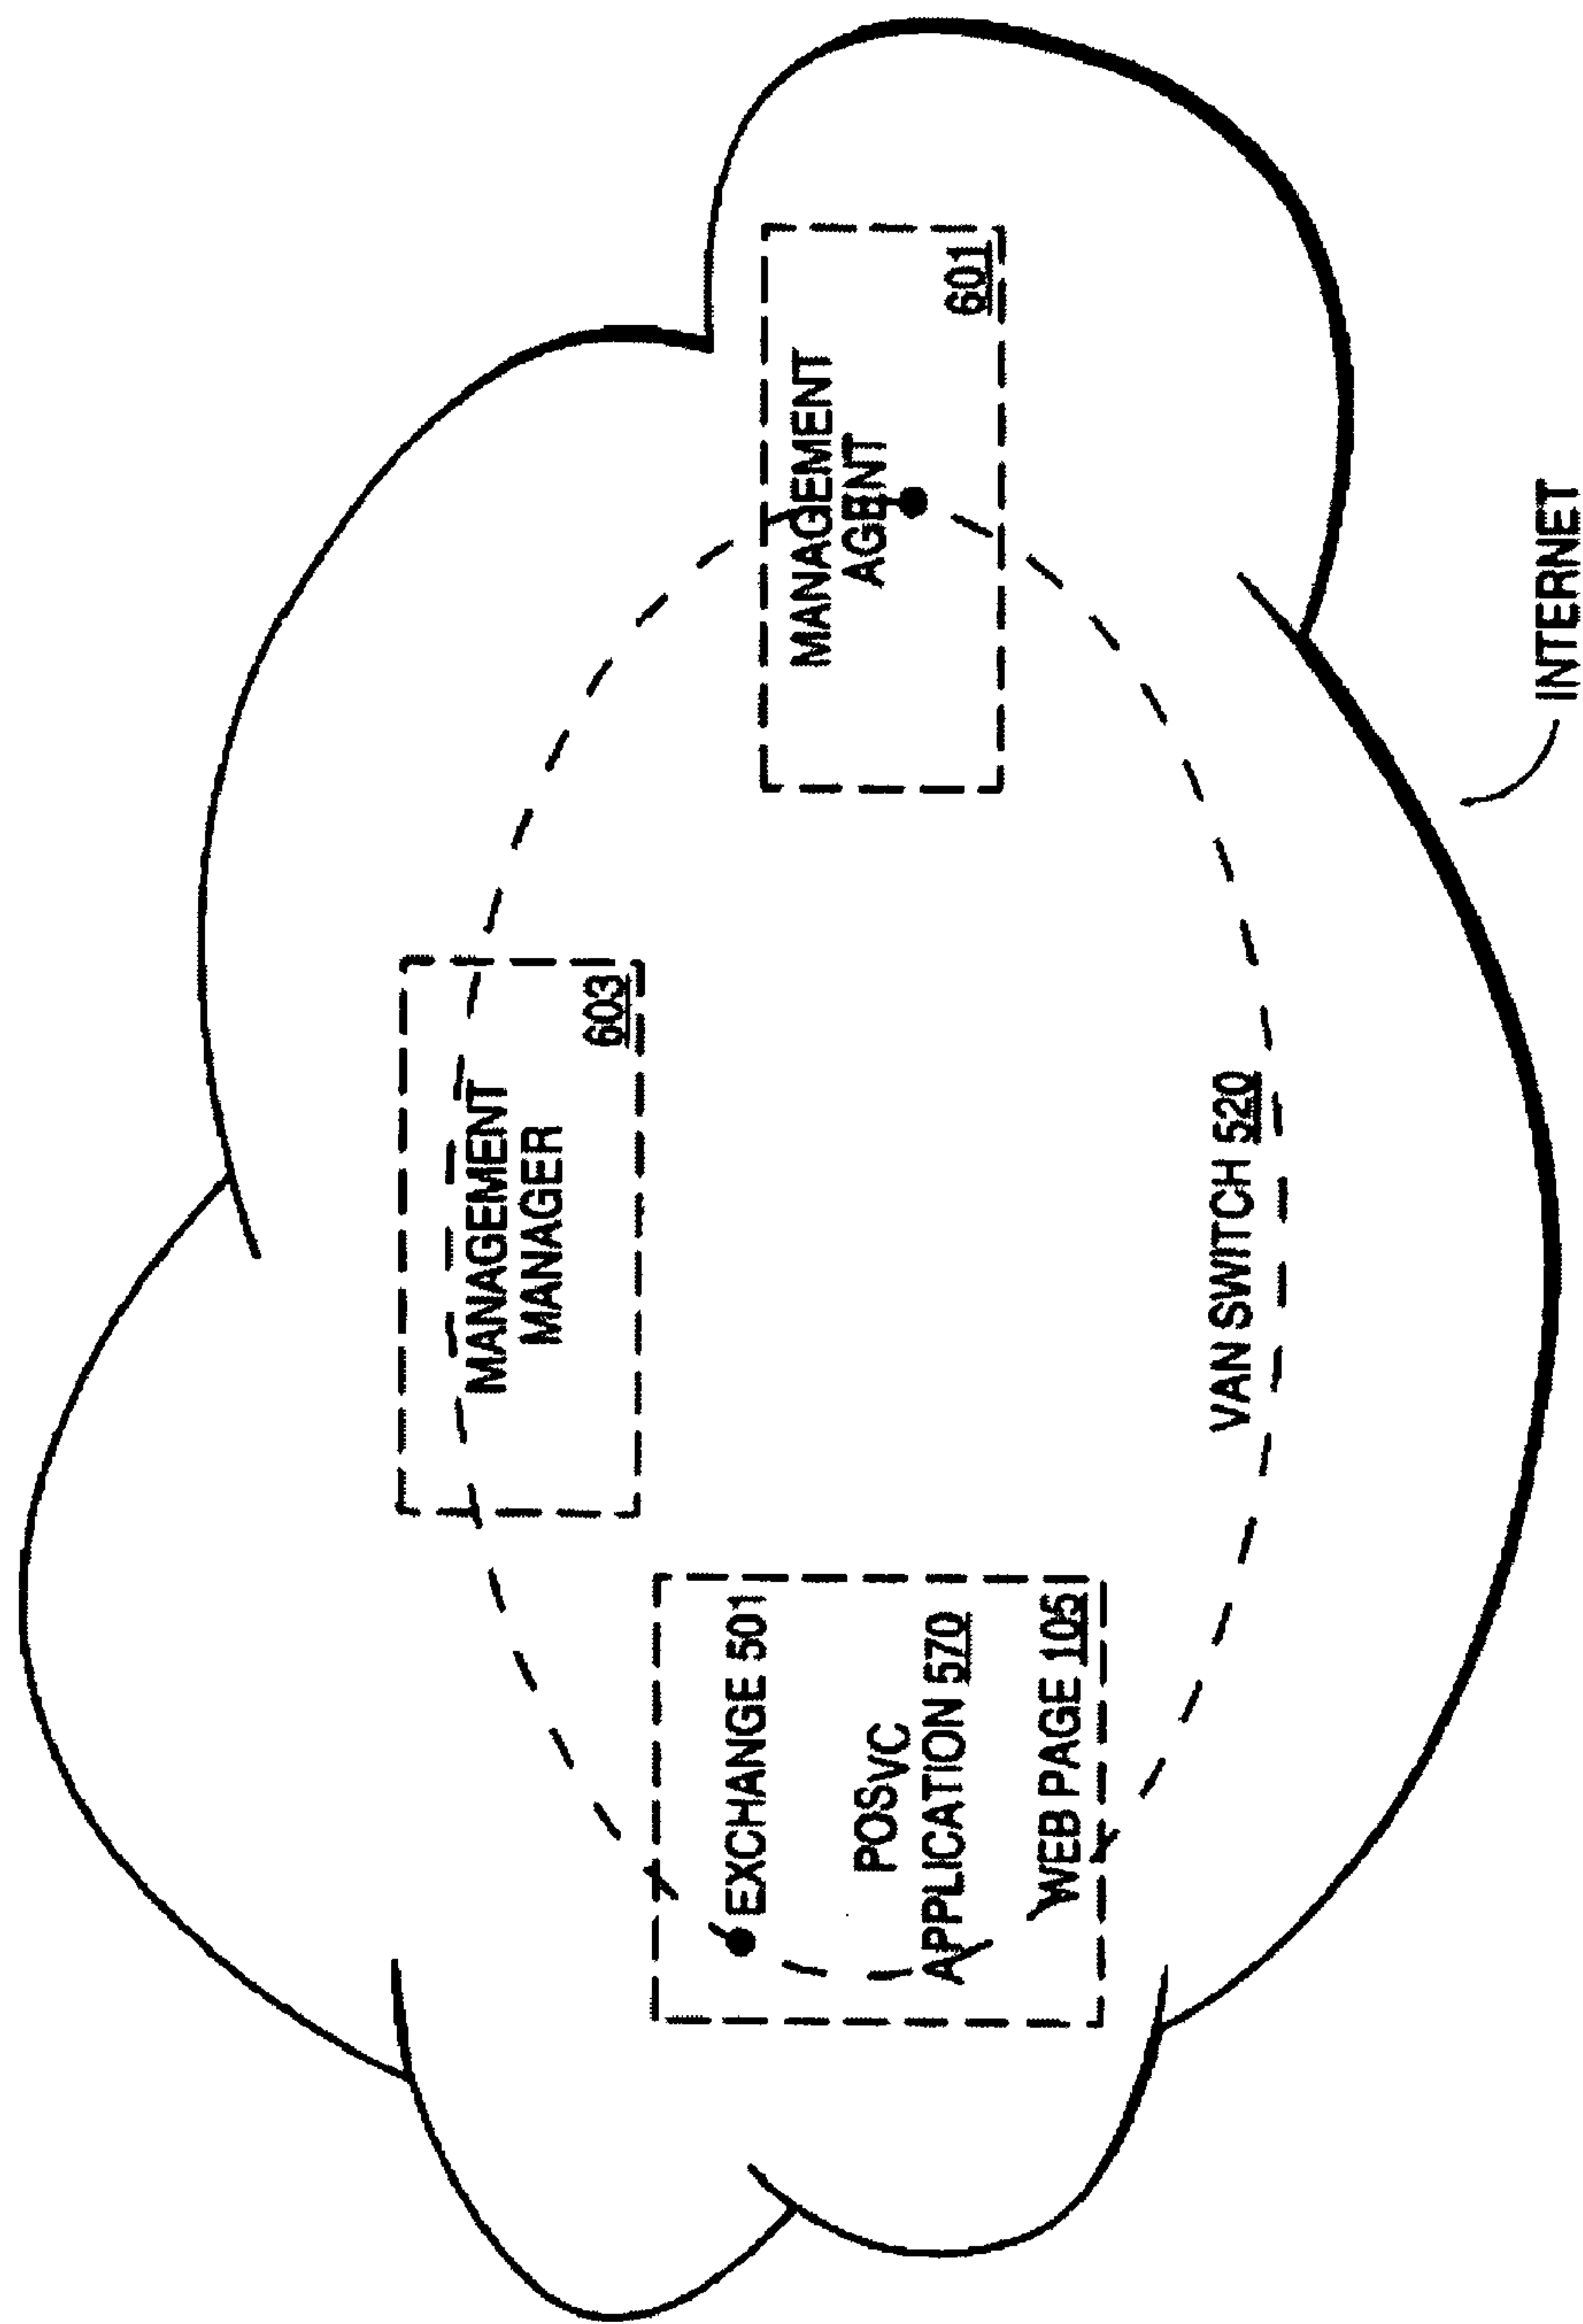 MANAGEMENT
MANAGER
603
EXCHANGE 501
POSVC
APPLICATION 570
WEB PAGE 105
MANAGEMENT
AGENT
601
VAN SWITCH 520
INTERNET